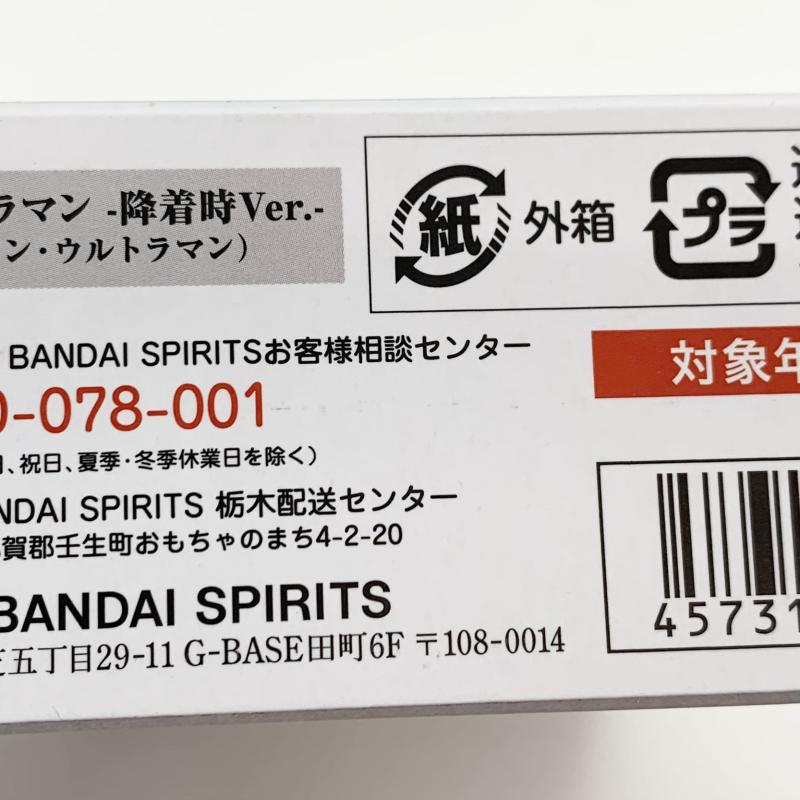 ラマン -降着時Ver.-
ン・ウルトラマン）
紙 外箱 プラ
BANDAI SPIRITSお客様相談センター
0-078-001
日、祝日、夏季・冬季休業日を除く）
対象年
NDAI SPIRITS 栃木配送センター
賀郡壬生町おもちゃのまち4-2-20
BANDAI SPIRITS
芝五丁目29-11 G-BASE田町6F 〒108-0014
45731